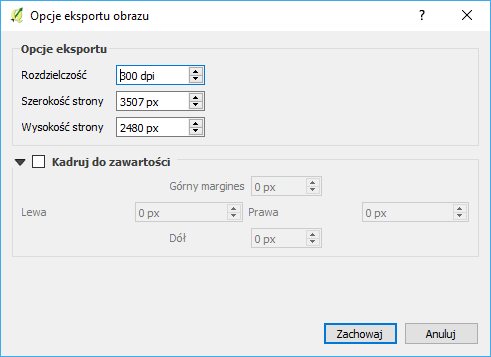 Opcje eksportu obrazu
Opcje eksportu
Rozdzielczość 300 dpi
Szerokość strony 3507 px
Wysokość strony 2480 px
Kadruj do zawartości
Górny margines 0 px
Lewa 0 px Prawa 0 px
Dół 0 px
Zachowaj Anuluj